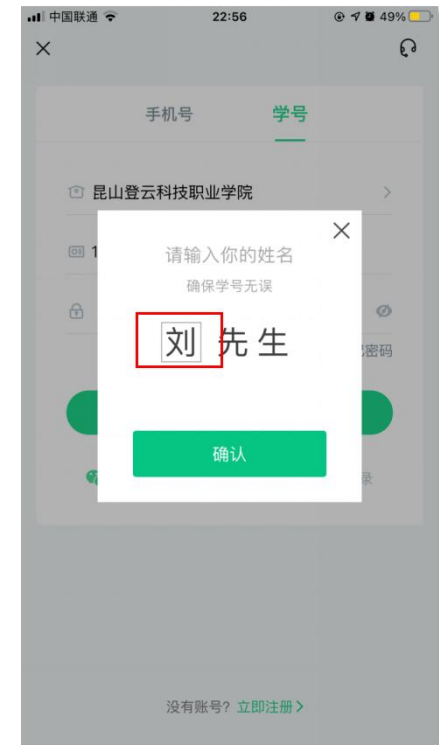 中国联通 22:56 49%
手机号 学号
昆山登云科技职业学院
1
请输入你的姓名
确保学号无误
刘 先生
密码
确认
录
没有账号? 立即注册